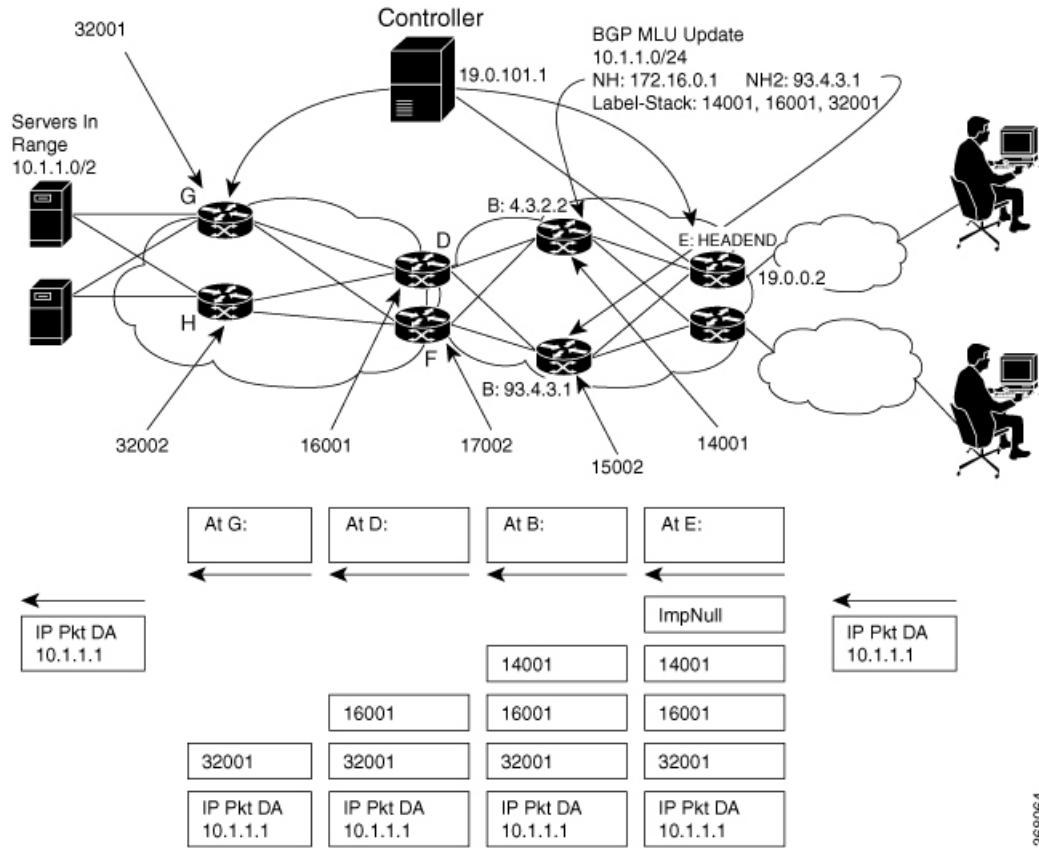 Controller
32001
19.0.101.1
BGP MLU Update
10.1.1.0/24
NH: 172.16.0.1 NH2: 93.4.3.1
Label-Stack: 14001, 16001, 32001
Servers In
Range
10.1.1.0/2
G
B: 4.3.2.2
D
E: HEADEND
19.0.0.2
H
F
B: 93.4.3.1
32002
16001
17002
15002
14001
At G:
At D:
At B:
At E:
ImpNull
IP Pkt DA
10.1.1.1
IP Pkt DA
10.1.1.1
14001
14001
16001
16001
16001
32001
32001
32001
32001
IP Pkt DA
10.1.1.1
IP Pkt DA
10.1.1.1
IP Pkt DA
10.1.1.1
IP Pkt DA
10.1.1.1
368064